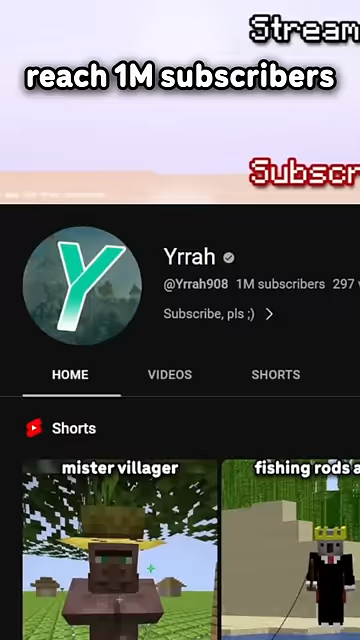 Stream
reach 1M subscribers
Subscr
Y
Yrrah
@Yrrah908 1M subscribers 297
Subscribe, pls ;)
HOME VIDEOS SHORTS
Shorts
mister villager
fishing rods a